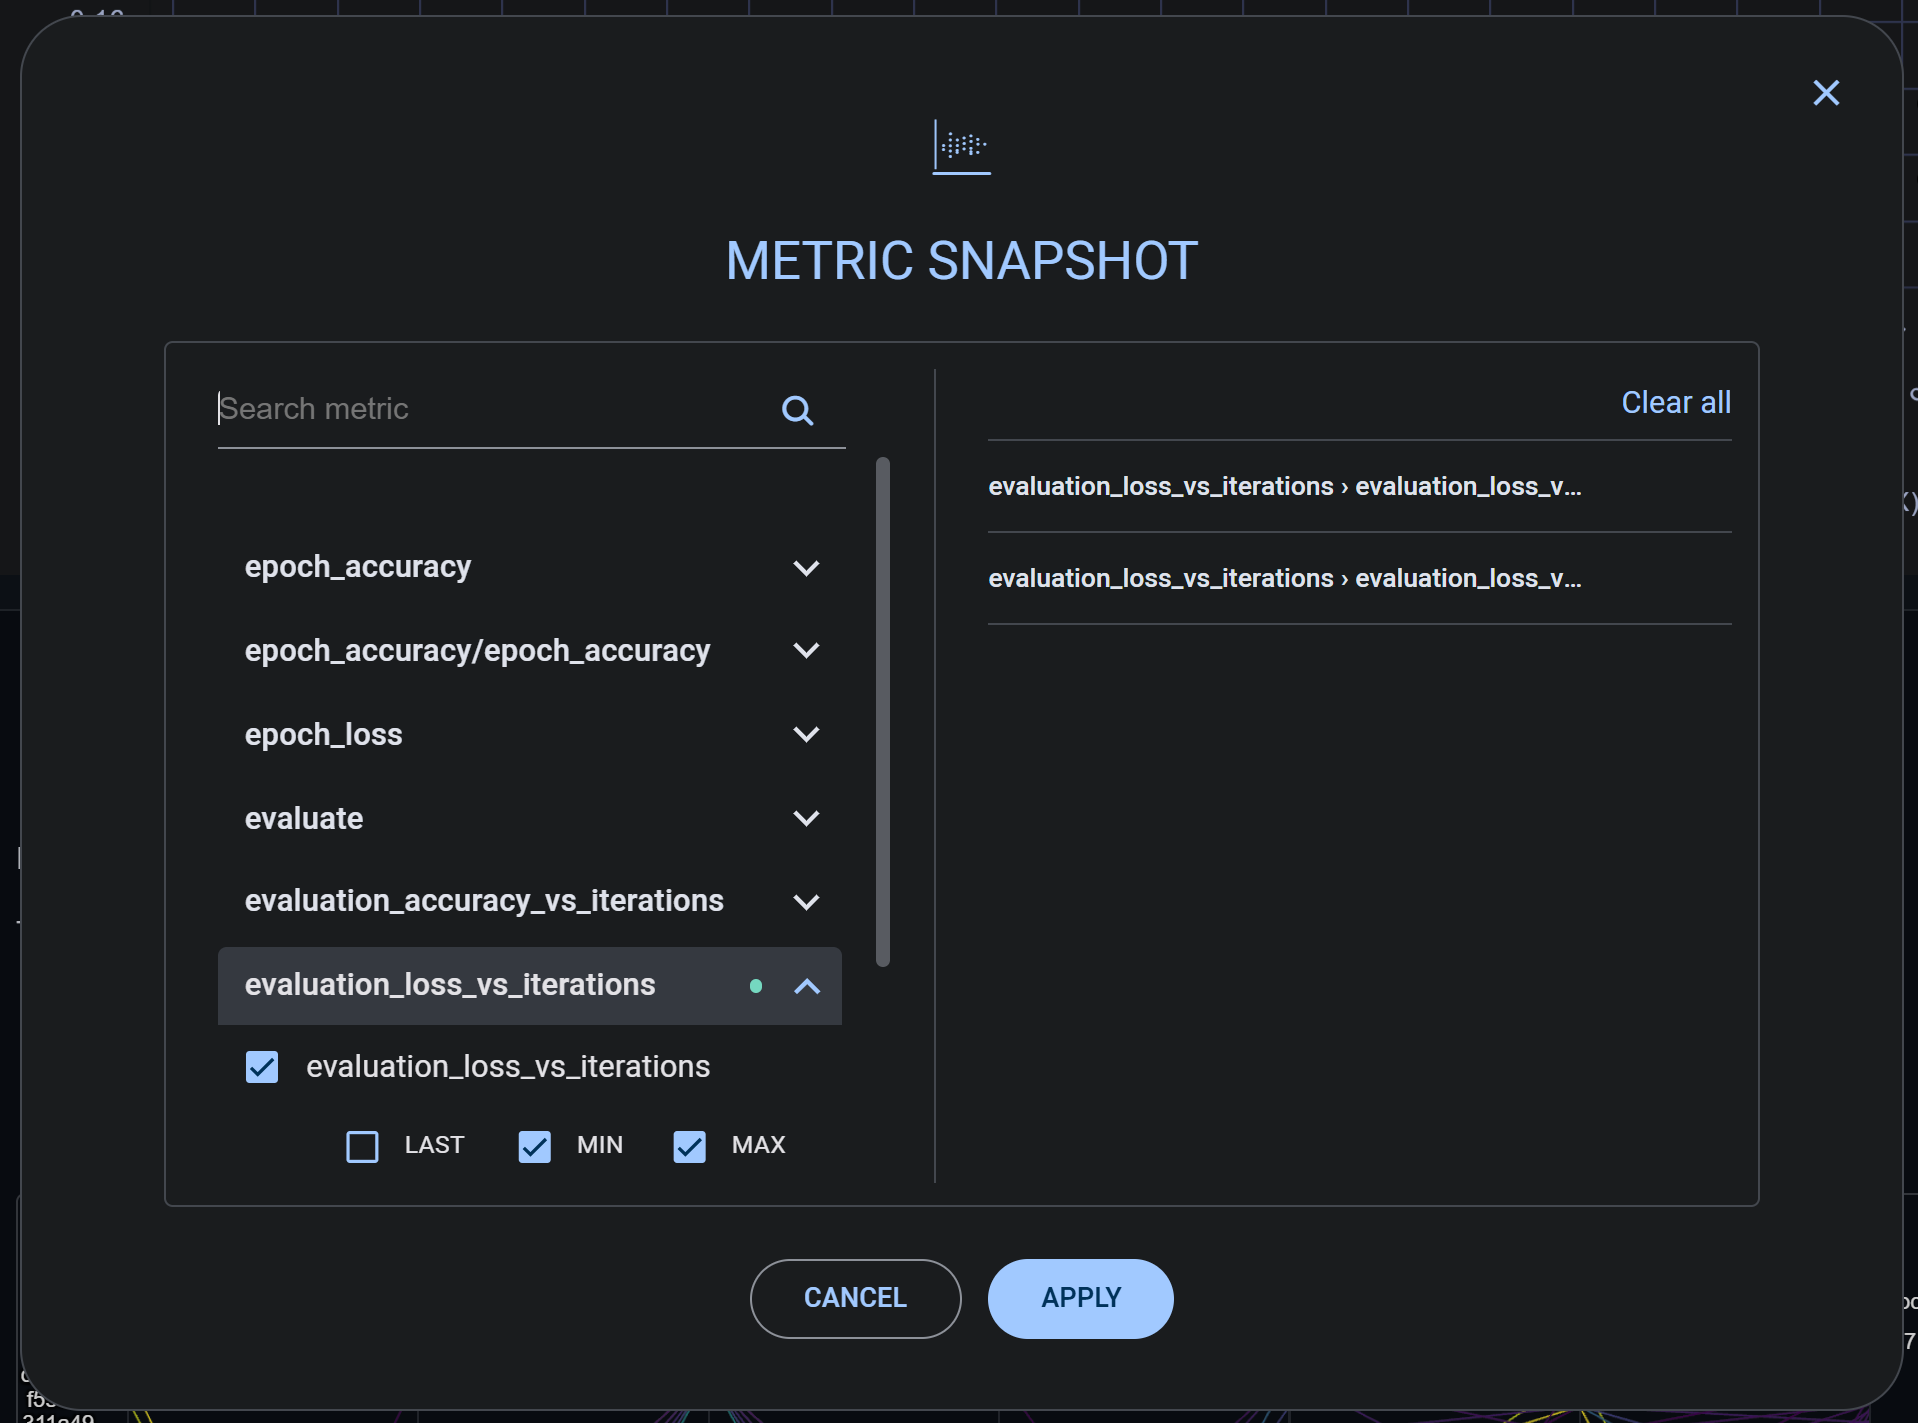 METRIC SNAPSHOT
Search metric
epoch_accuracy
epoch_accuracy/epoch_accuracy
epoch_loss
evaluate
evaluation_accuracy_vs_iterations
evaluation_loss_vs_iterations
evaluation_loss_vs_iterations
LAST MIN MAX
Clear all
evaluation_loss_vs_iterations › evaluation_loss_v...
evaluation_loss_vs_iterations › evaluation_loss_v...
CANCEL APPLY